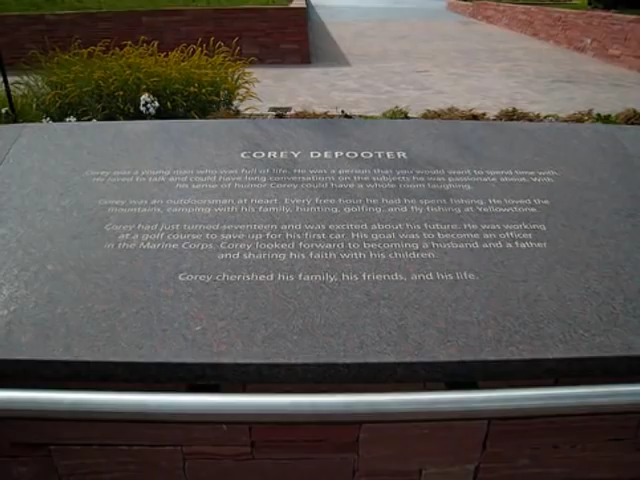 COREY DEPOOTER
Corey was a young man who was full of life. He was a person that you would want to spend time with.
He loved to talk and could have long conversations on the subjects he was passionate about. With
his sense of humor Corey could have a whole room laughing.
Corey was an outdoorsman at heart. Every free hour he had he spent fishing. He loved the
mountains, camping with his family, hunting, golfing, and fly fishing at Yellowstone.
Corey had just turned seventeen and was excited about his future. He was working
at a golf course to save up for his first car. His goal was to become an officer
in the Marine Corps. Corey looked forward to becoming a husband and a father
and sharing his faith with his children.
Corey cherished his family, his friends, and his life.